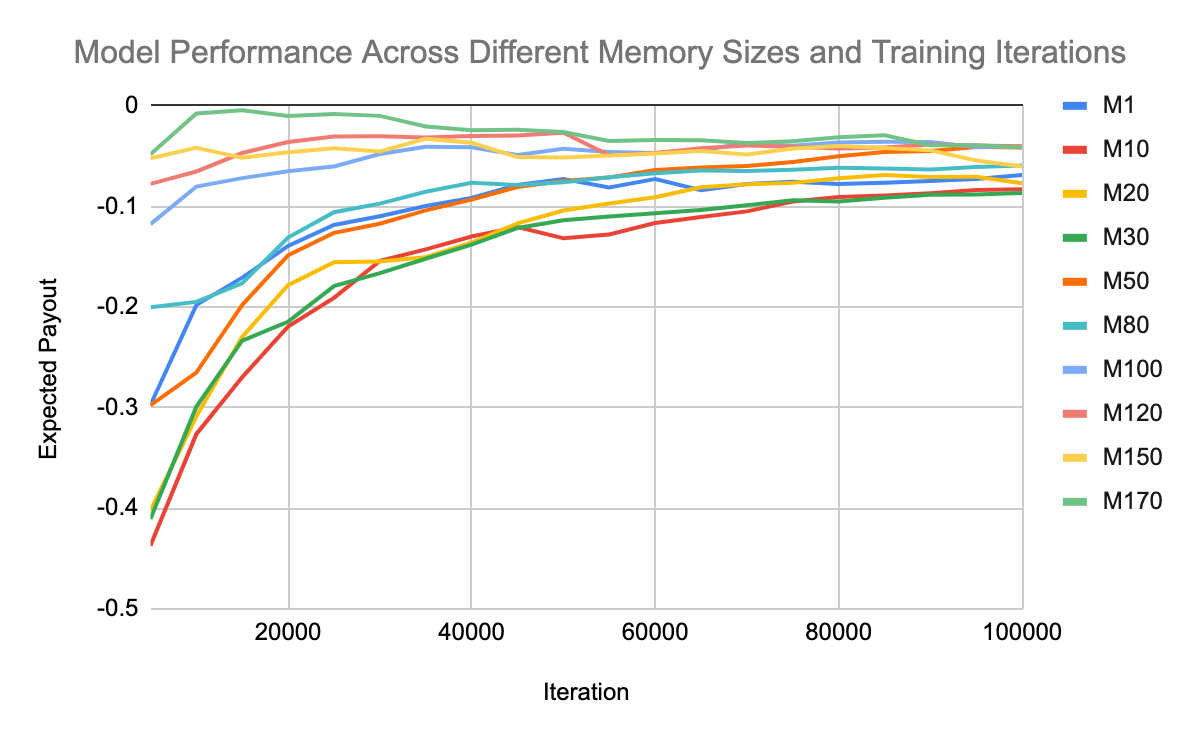 Model Performance Across Different Memory Sizes and Training Iterations
0
-0.1
-0.2
-0.3
-0.4
-0.5
Expected Payout
20000
40000
60000
80000
100000
Iteration
M1
M10
M20
M30
M50
M80
M100
M120
M150
M170